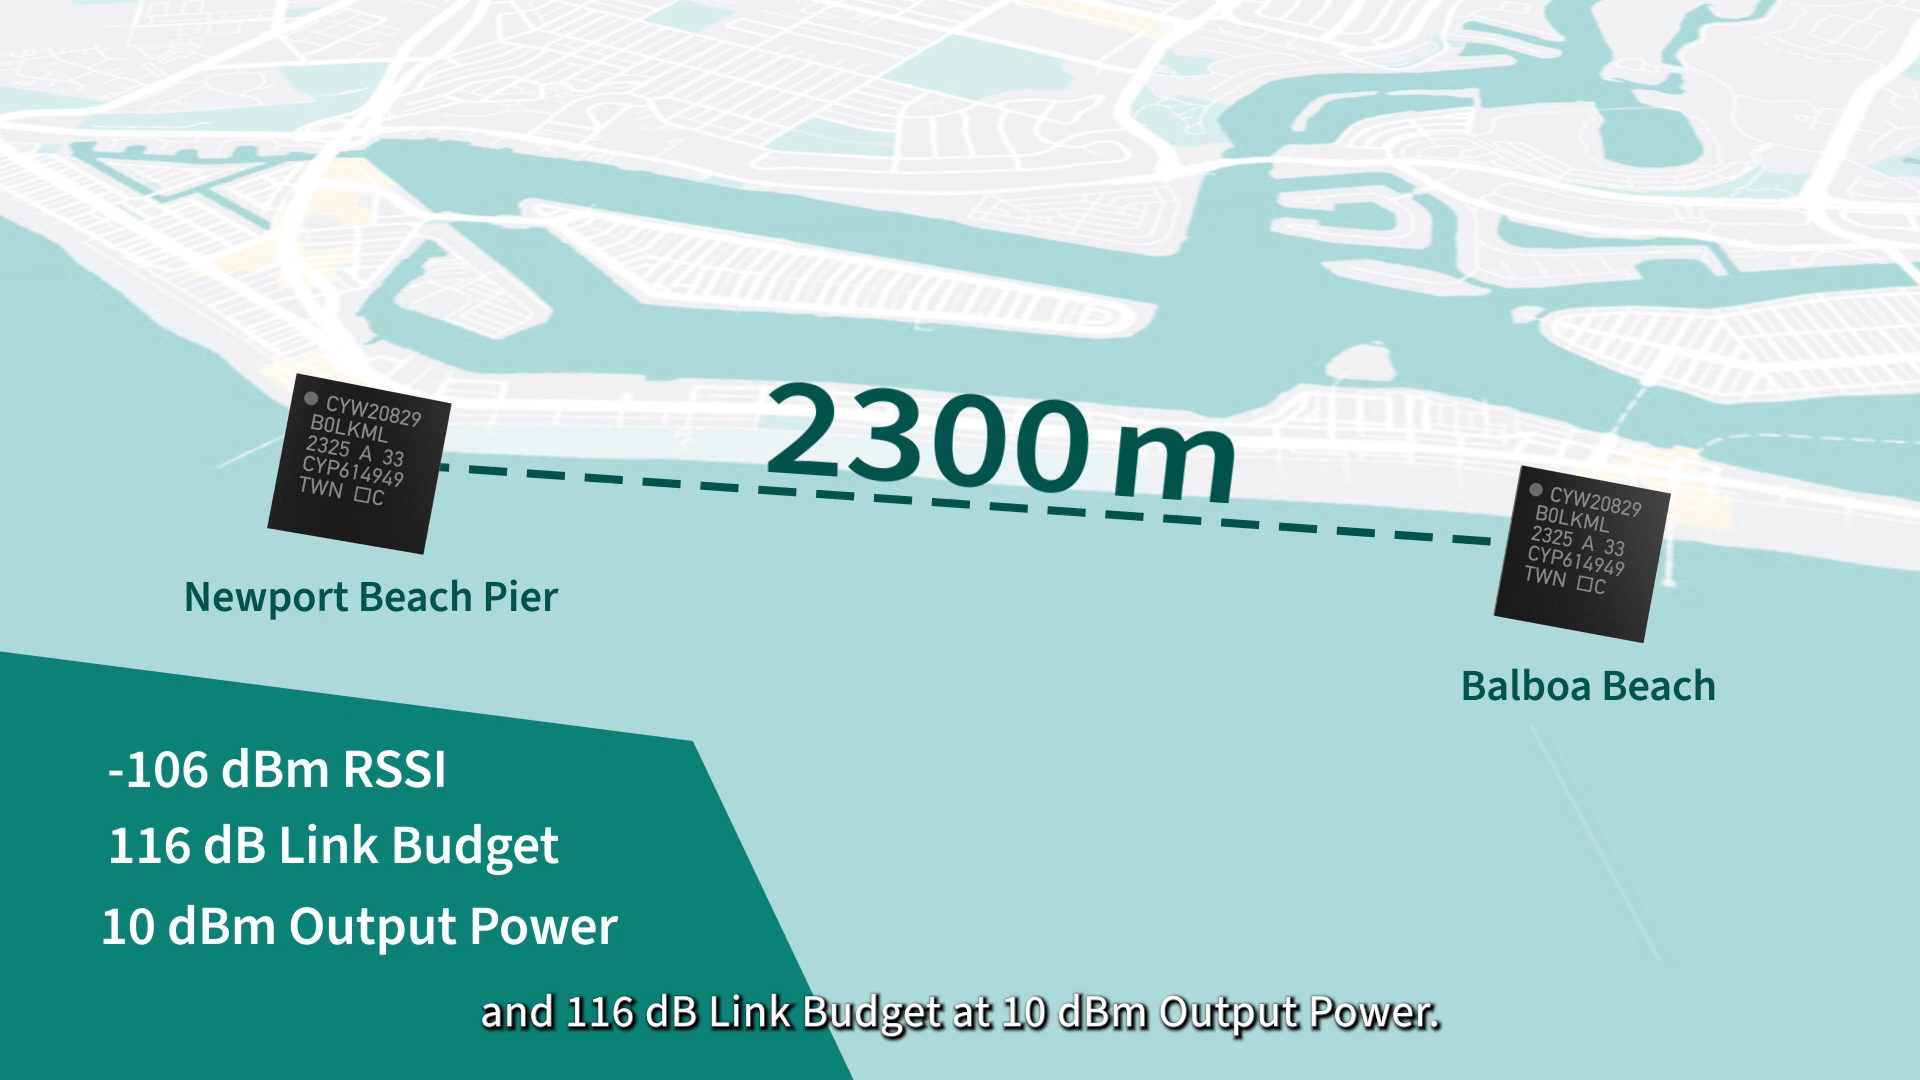 CYW20829
B0LKML
2325 A 33
CYP614949
TWN □C
2300 m
CYW20829
B0LKML
2325 A 33
CYP614949
TWN □C
Newport Beach Pier
Balboa Beach
-106 dBm RSSI
116 dB Link Budget
10 dBm Output Power
and 116 dB Link Budget at 10 dBm Output Power.